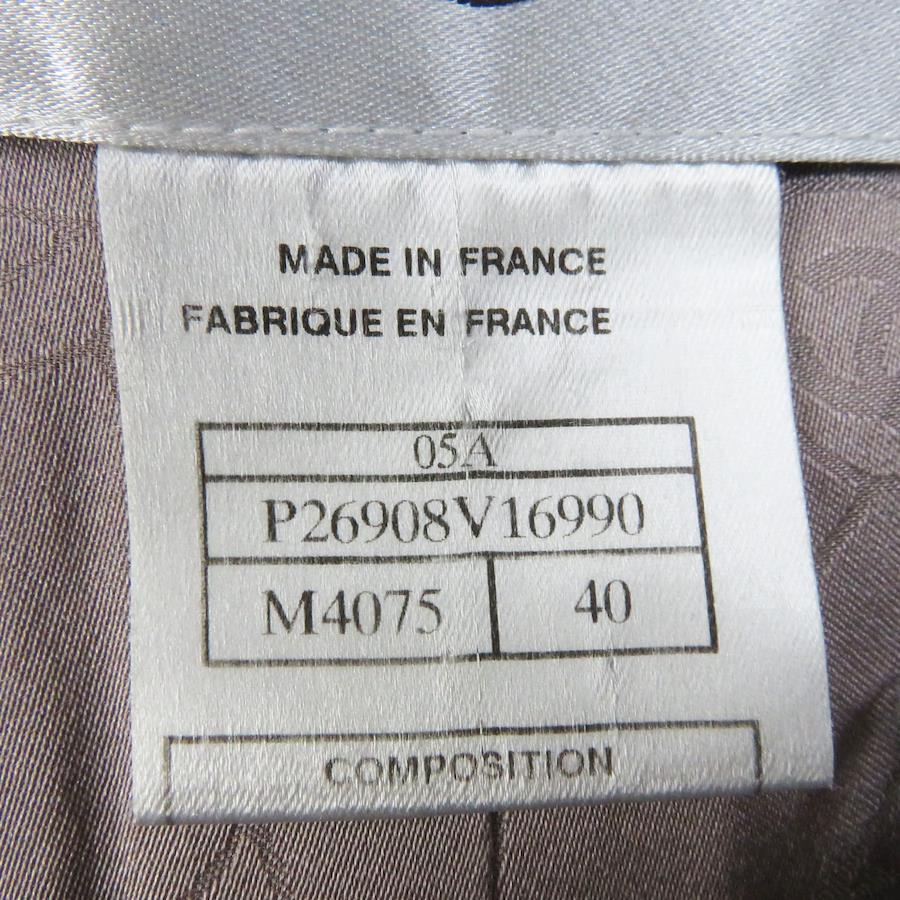 MADE IN FRANCE
FABRIQUE EN FRANCE
05A
P26908V16990
M4075 40
COMPOSITION